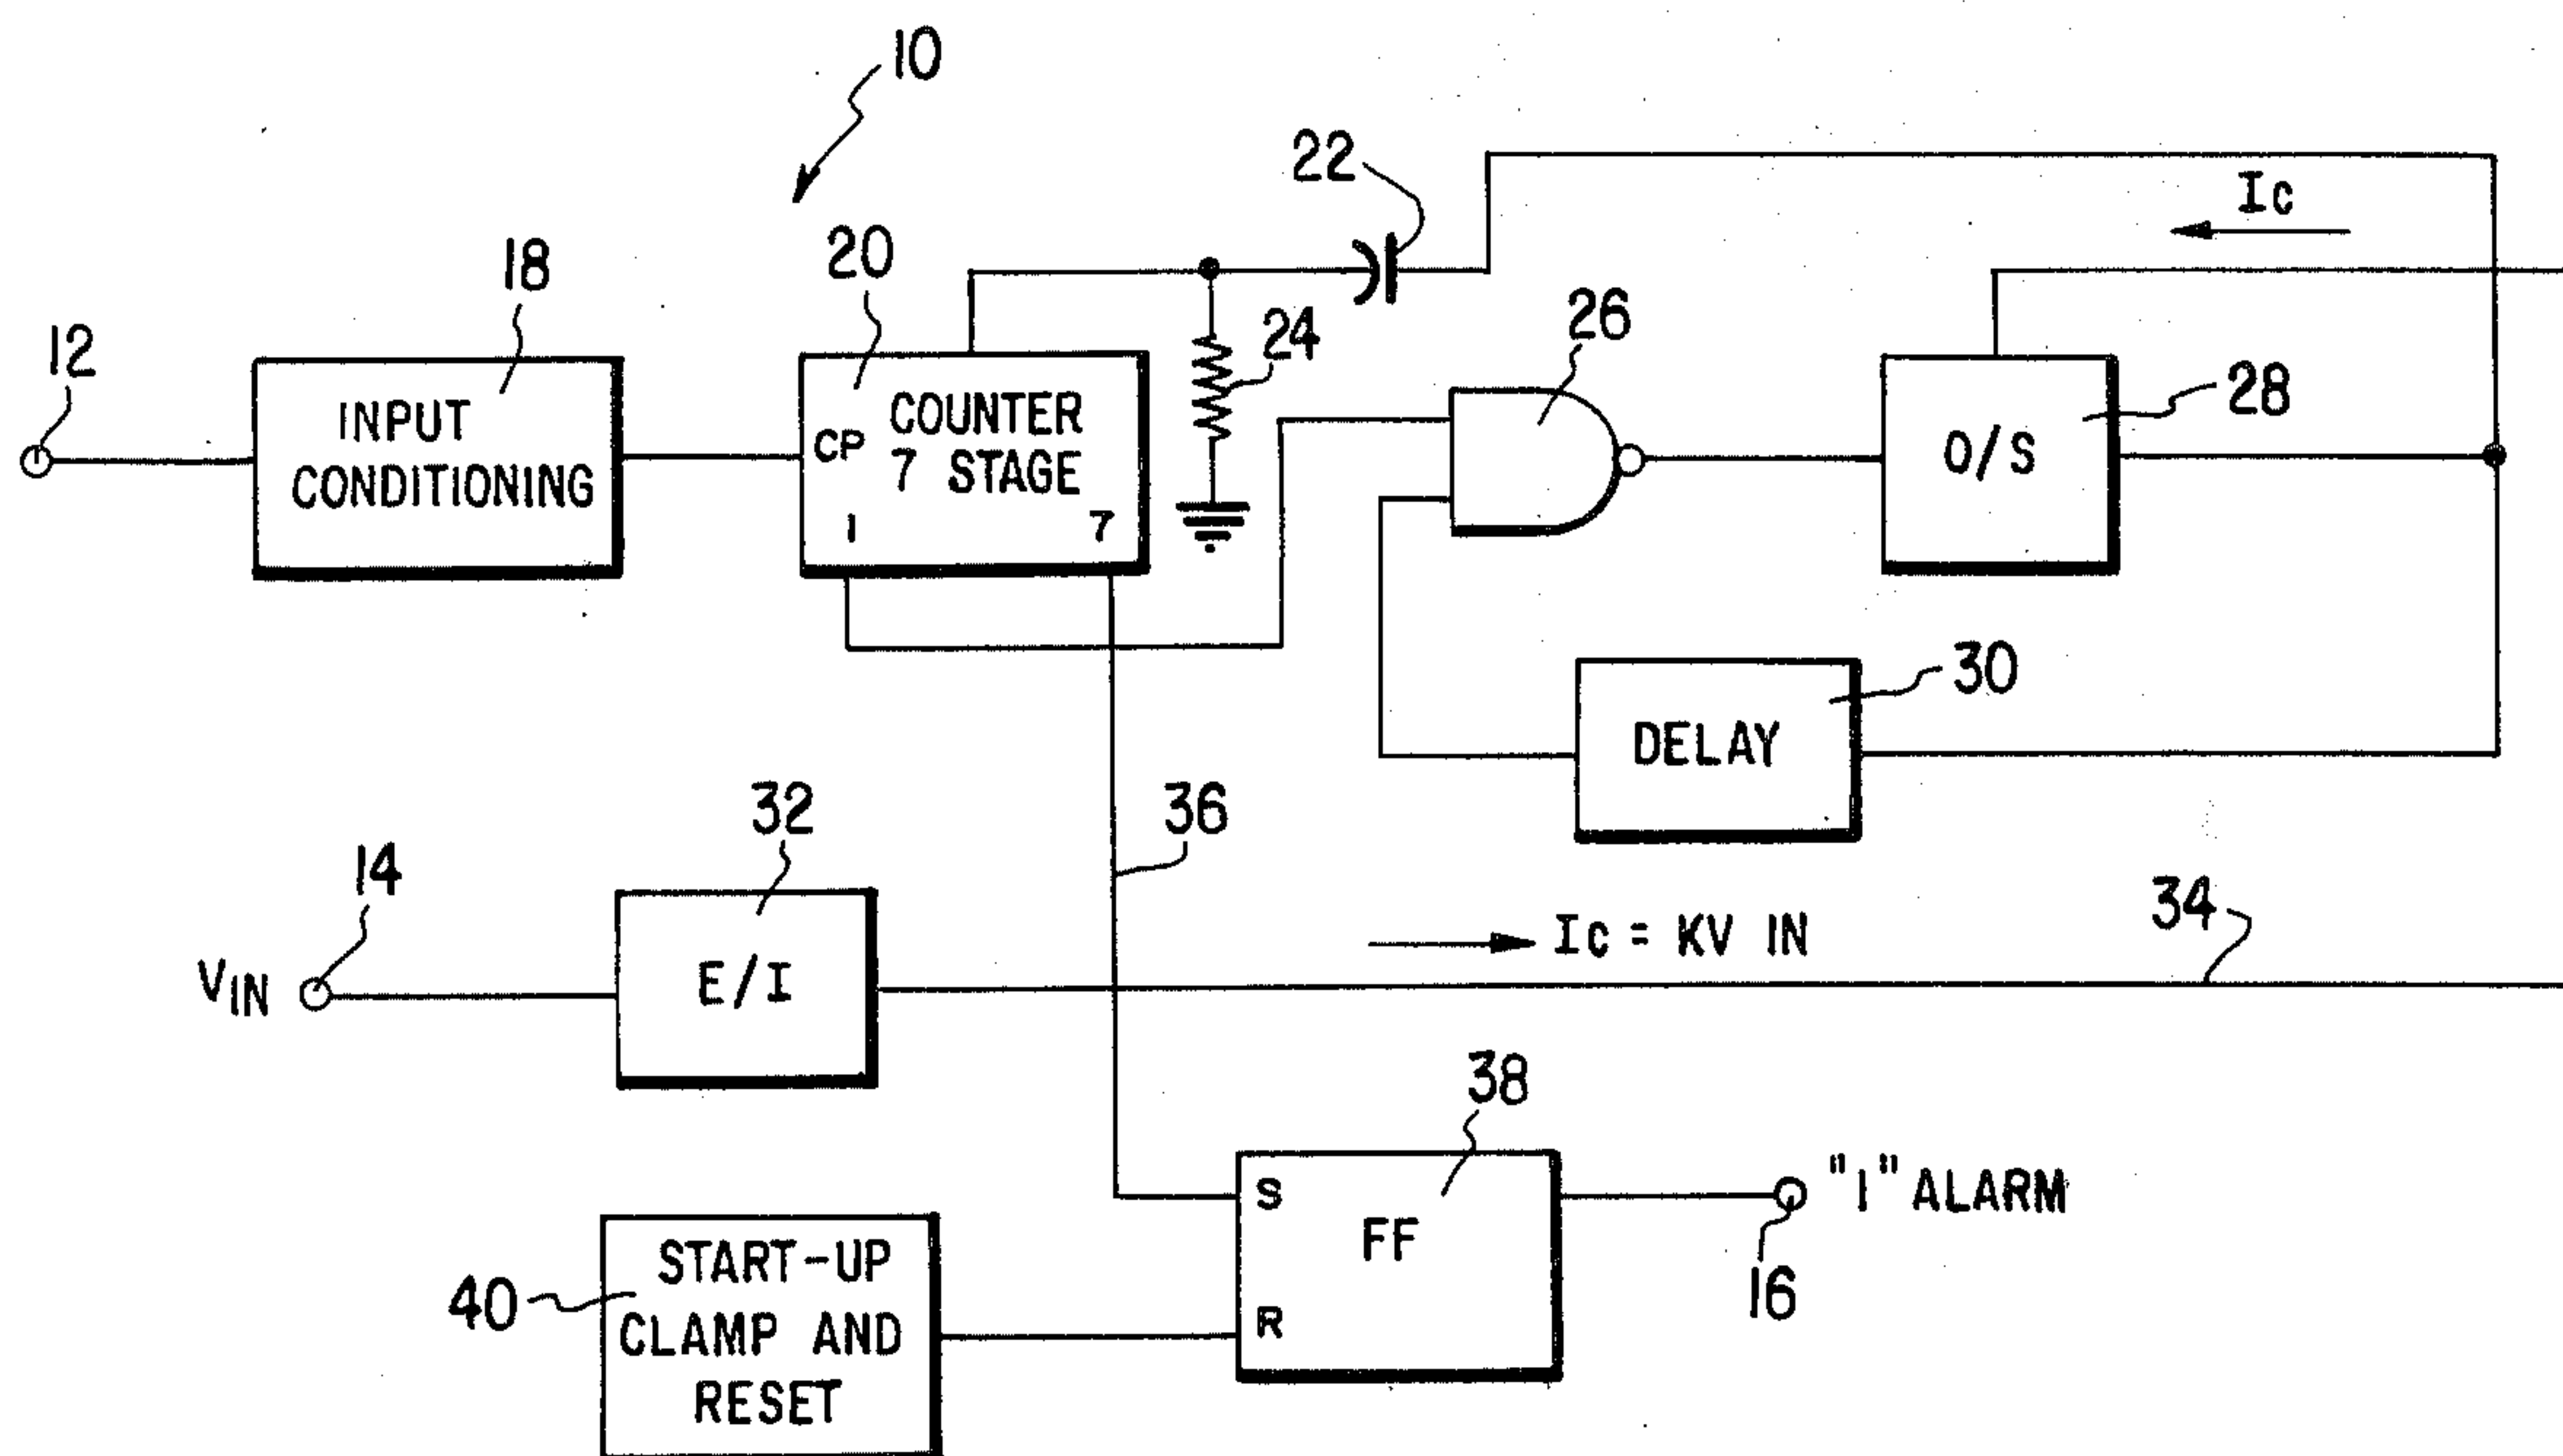 10
22
Ic
20
18
12
24
26
28
INPUT
CONDITIONING
CP
COUNTER
7 STAGE
1
7
O/S
30
DELAY
32
36
14
34
VIN
E/I
Ic = KV IN
38
"1" ALARM
S
FF
R
16
40
START-UP
CLAMP AND
RESET